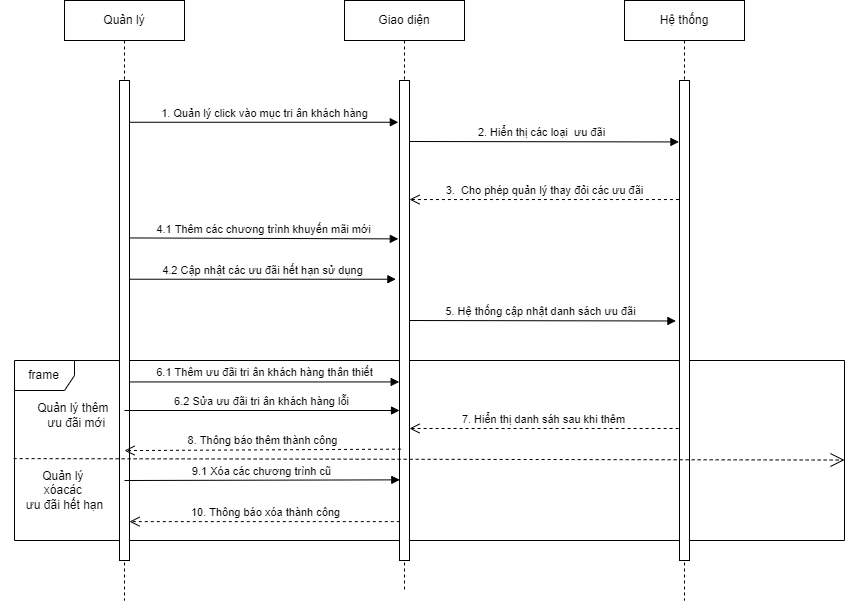 Quản lý
Giao diện
Hệ thống
1. Quản lý click vào mục tri ân khách hàng
2. Hiển thị các loại ưu đãi
3. Cho phép quản lý thay đổi các ưu đãi
4.1 Thêm các chương trình khuyến mãi mới
4.2 Cập nhật các ưu đãi hết hạn sử dụng
5. Hệ thống cập nhật danh sách ưu đãi
frame
6.1 Thêm ưu đãi tri ân khách hàng thân thiết
Quản lý thêm
ưu đãi mới
6.2 Sửa ưu đãi tri ân khách hàng lỗi
7. Hiển thị danh sáh sau khi thêm
8. Thông báo thêm thành công
Quản lý
xóacác
ưu đãi hết hạn
9.1 Xóa các chương trình cũ
10. Thông báo xóa thành công